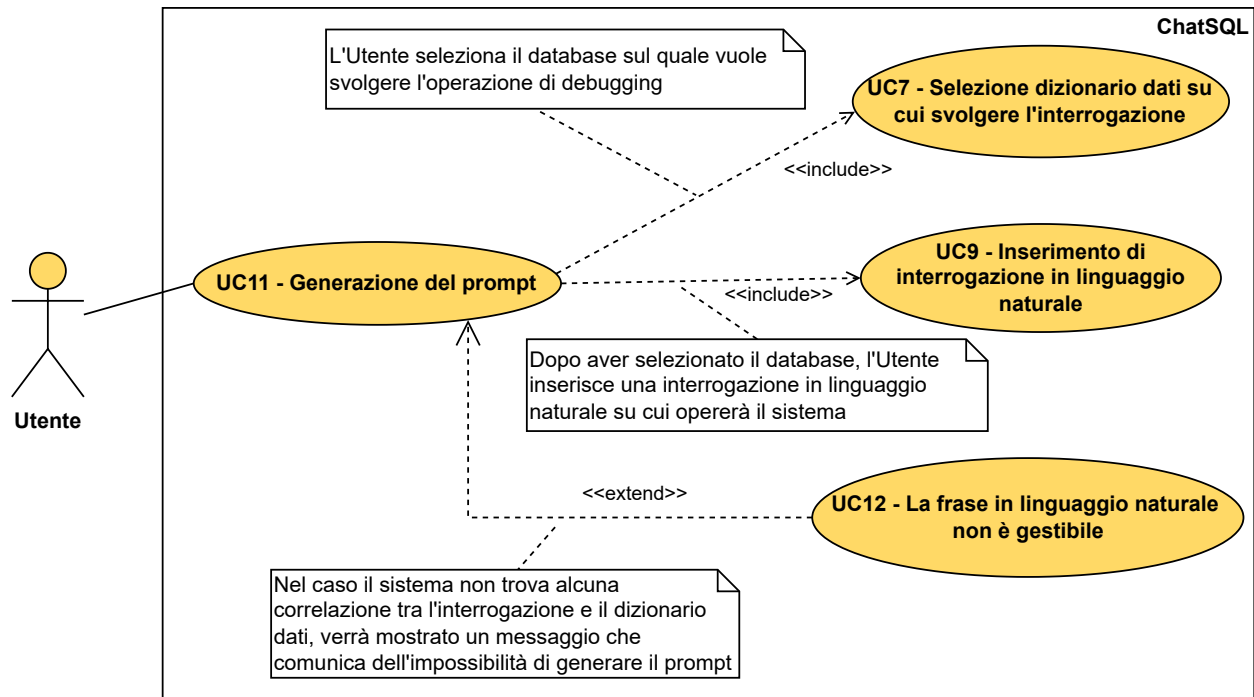 ChatSQL
L'Utente seleziona il database sul quale vuole
svolgere l'operazione di debugging
UC7 - Selezione dizionario dati su
cui svolgere l'interrogazione
<<include>>
UC11 - Generazione del prompt
UC9 - Inserimento di
interrogazione in linguaggio
naturale
<<include>>
Dopo aver selezionato il database, l'Utente
inserisce una interrogazione in linguaggio
naturale su cui opererà il sistema
Utente
<<extend>>
UC12 - La frase in linguaggio naturale
non è gestibile
Nel caso il sistema non trova alcuna
correlazione tra l'interrogazione e il dizionario
dati, verrà mostrato un messaggio che
comunica dell'impossibilità di generare il prompt